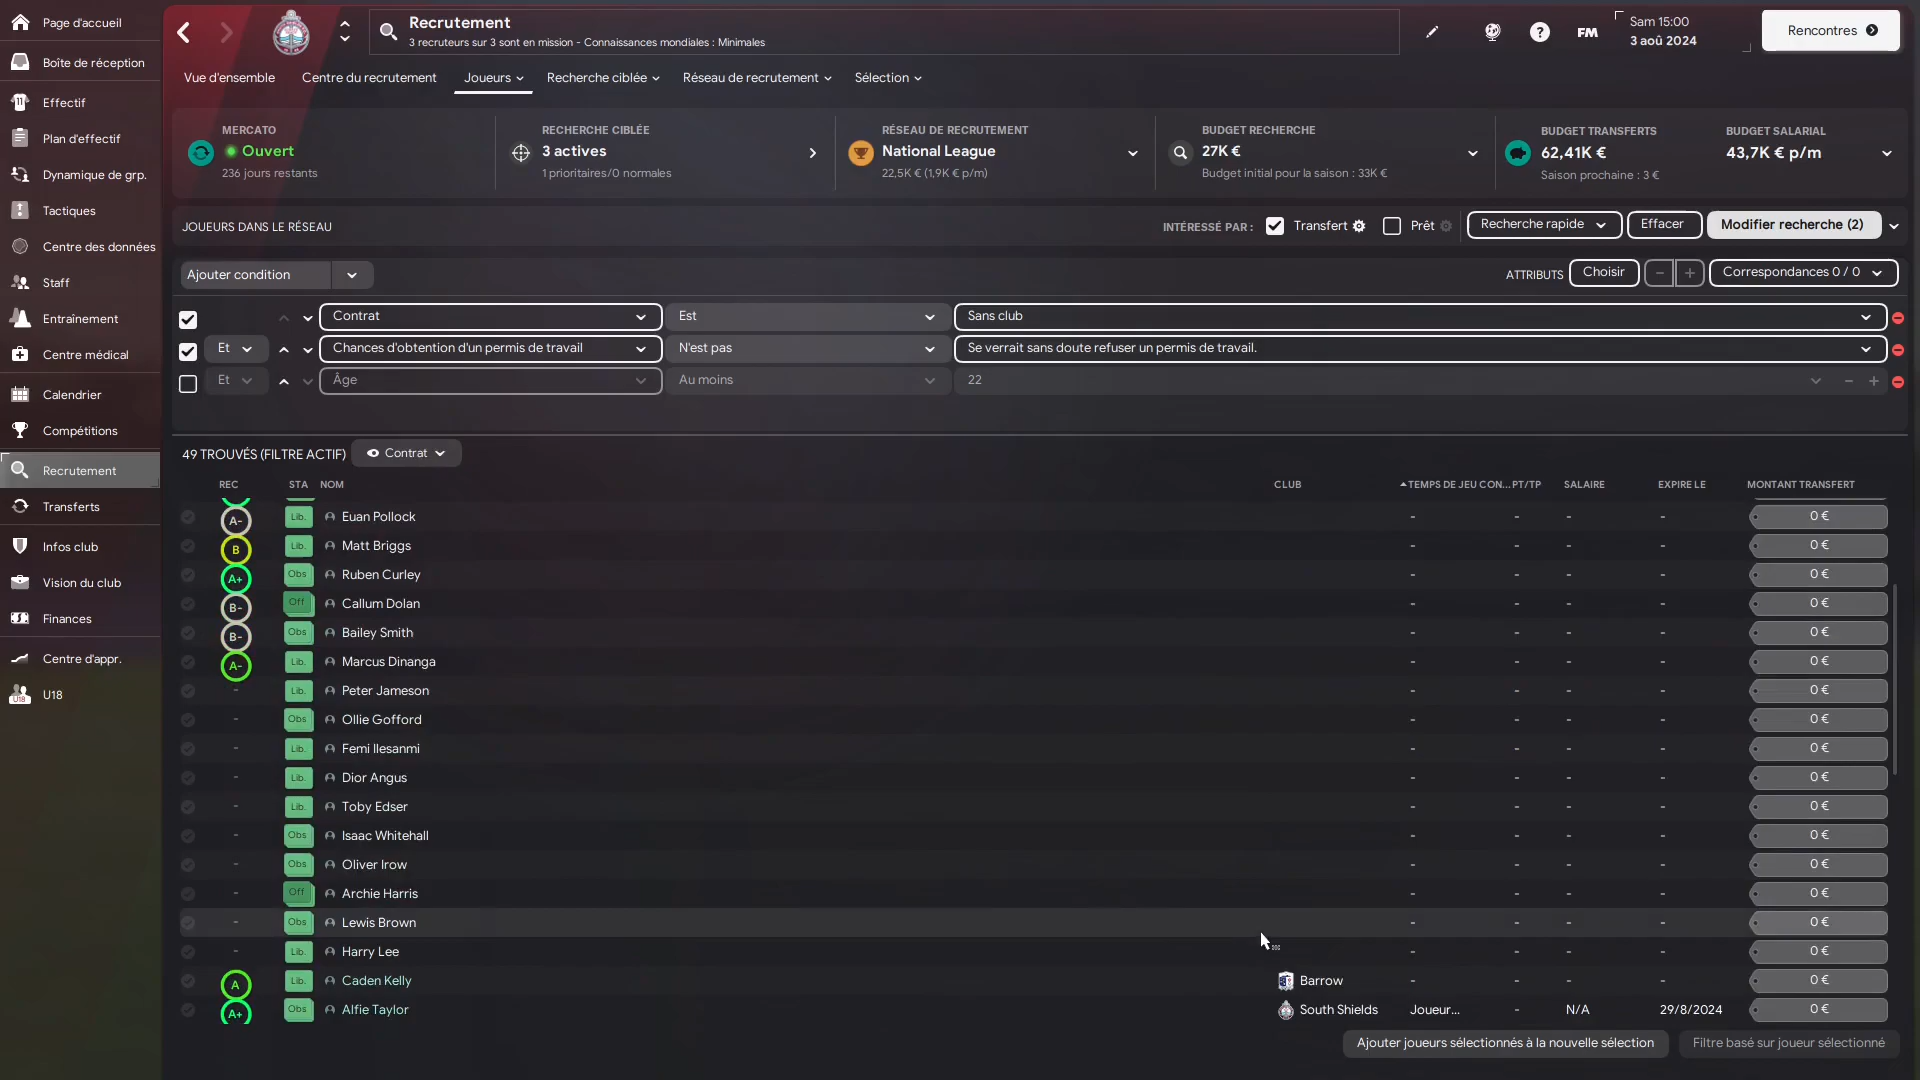 Page d'accueil
Boîte de réception
Effectif
Plan d'effectif
Dynamique de grp.
Tactiques
Centre des données
Staff
Entraînement
Centre médical
Calendrier
Compétitions
Recrutement
Transferts
Infos club
Vision du club
Finances
Centre d'appr.
U18
Recrutement
3 recruteurs sur 3 sont en mission - Connaissances mondiales : Minimales
FM
Sam 15:00
3 aoû 2024
Rencontres
Vue d'ensemble Centre du recrutement Joueurs Recherche ciblée Réseau de recrutement Sélection
MERCATO
Ouvert
236 jours restants
RECHERCHE CIBLÉE
3 actives
1 prioritaires/0 normales
RÉSEAU DE RECRUTEMENT
National League
22,5K € (1,9K € p/m)
BUDGET RECHERCHE
27K €
Budget initial pour la saison : 33K €
BUDGET TRANSFERTS
62,41K €
Saison prochaine : 3 €
BUDGET SALARIAL
43,7K € p/m
JOUEURS DANS LE RÉSEAU
INTÉRESSÉ PAR : Transfert Prêt Recherche rapide Effacer Modifier recherche (2)
Ajouter condition
ATTRIBUTS Choisir - + Correspondances 0 / 0
Contrat Est Sans club
Et Chances d'obtention d'un permis de travail N'est pas Se verrait sans doute refuser un permis de travail.
Et Âge Au moins 22 - +
49 TROUVÉS (FILTRE ACTIF) Contrat
REC STA NOM CLUB TEMPS DE JEU CON... PT/TP SALAIRE EXPIRE LE MONTANT TRANSFERT
A- Lib. Euan Pollock - - - - 0 €
B Lib. Matt Briggs - - - - 0 €
A+ Obs Ruben Curley - - - - 0 €
B- Off Callum Dolan - - - - 0 €
B- Obs Bailey Smith - - - - 0 €
A- Lib. Marcus Dinanga - - - - 0 €
- Lib. Peter Jameson - - - - 0 €
- Obs Ollie Gofford - - - - 0 €
- Lib. Femi Ilesanmi - - - - 0 €
- Lib. Dior Angus - - - - 0 €
- Lib. Toby Edser - - - - 0 €
- Obs Isaac Whitehall - - - - 0 €
- Obs Oliver Irow - - - - 0 €
- Off Archie Harris - - - - 0 €
- Obs Lewis Brown - - - - 0 €
- Lib. Harry Lee - - - - 0 €
A Lib. Caden Kelly Barrow - - - - 0 €
A+ Obs Alfie Taylor South Shields Joueur... - N/A 29/8/2024 0 €
Ajouter joueurs sélectionnés à la nouvelle sélection Filtre basé sur joueur sélectionné